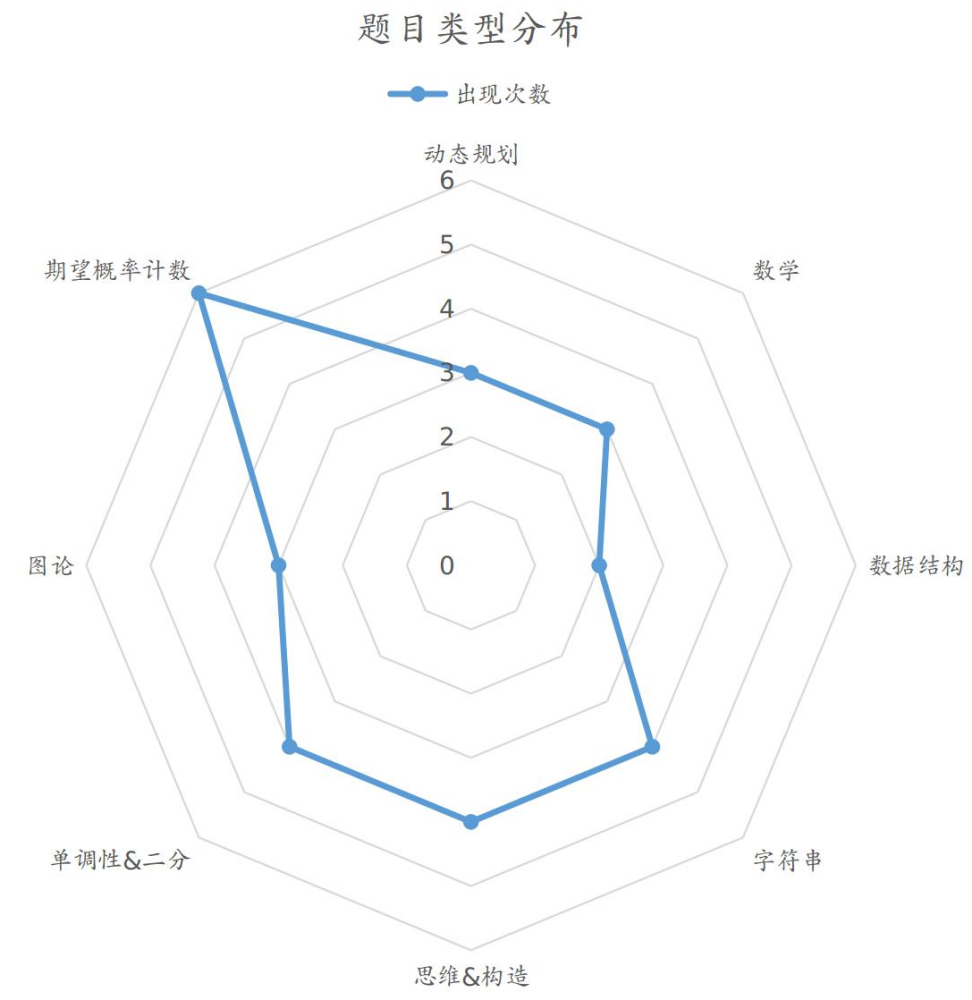 题目类型分布
出现次数
动态规划
6
5
4
3
2
1
0
数学
数据结构
字符串
思维&构造
单调性&二分
图论
期望概率计数